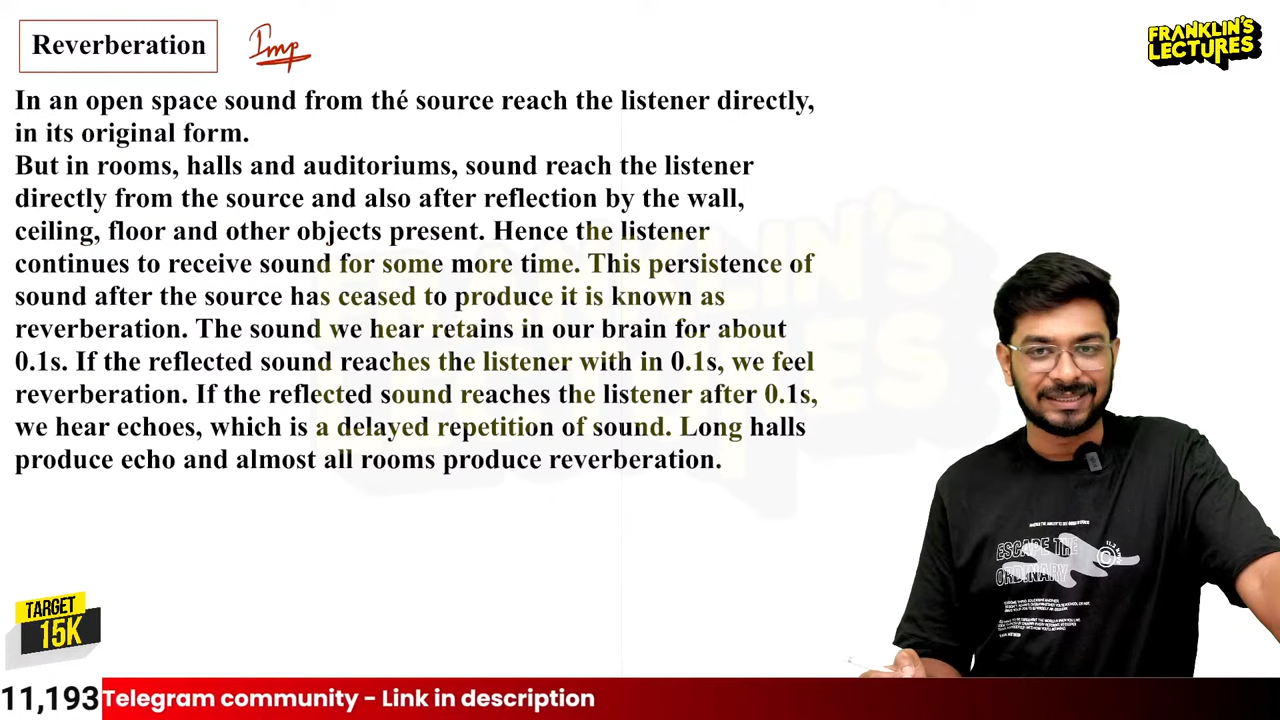 Reverberation
Imp
FRANKLIN'S
LECTURES
In an open space sound from thé source reach the listener directly,
in its original form.
But in rooms, halls and auditoriums, sound reach the listener
directly from the source and also after reflection by the wall,
ceiling, floor and other objects present. Hence the listener
continues to receive sound for some more time. This persistence of
sound after the source has ceased to produce it is known as
reverberation. The sound we hear retains in our brain for about
0.1s. If the reflected sound reaches the listener with in 0.1s, we feel
reverberation. If the reflected sound reaches the listener after 0.1s,
we hear echoes, which is a delayed repetition of sound. Long halls
produce echo and almost all rooms produce reverberation.
FRANKLIN'S
LECTURES
ESCAPE THE
ORDINARY
TARGET
15K
11,193
Telegram community - Link in description